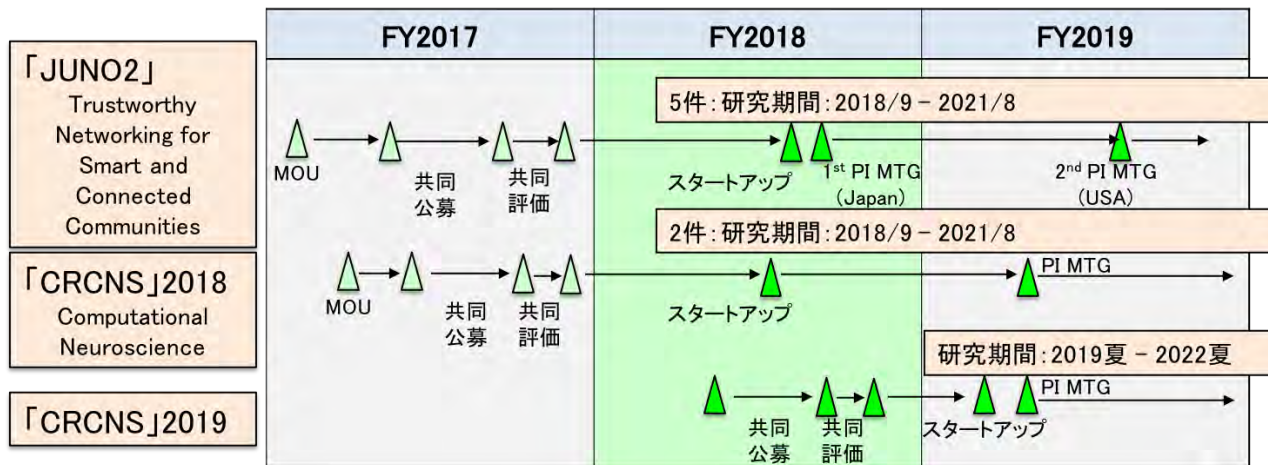 FY2017
FY2018
FY2019
「JUNO2」
Trustworthy
Networking for
Smart and
Connected
Communities
5件:研究期間:2018/9 – 2021/8
MOU
共同
公募
共同
評価
スタートアップ
1st PI MTG
(Japan)
2nd PI MTG
(USA)
「CRCNS」2018
Computational
Neuroscience
2件:研究期間:2018/9 – 2021/8
MOU
共同
公募
共同
評価
スタートアップ
PI MTG
「CRCNS」2019
研究期間:2019夏 – 2022夏
共同
公募
共同
評価
スタートアップ
PI MTG